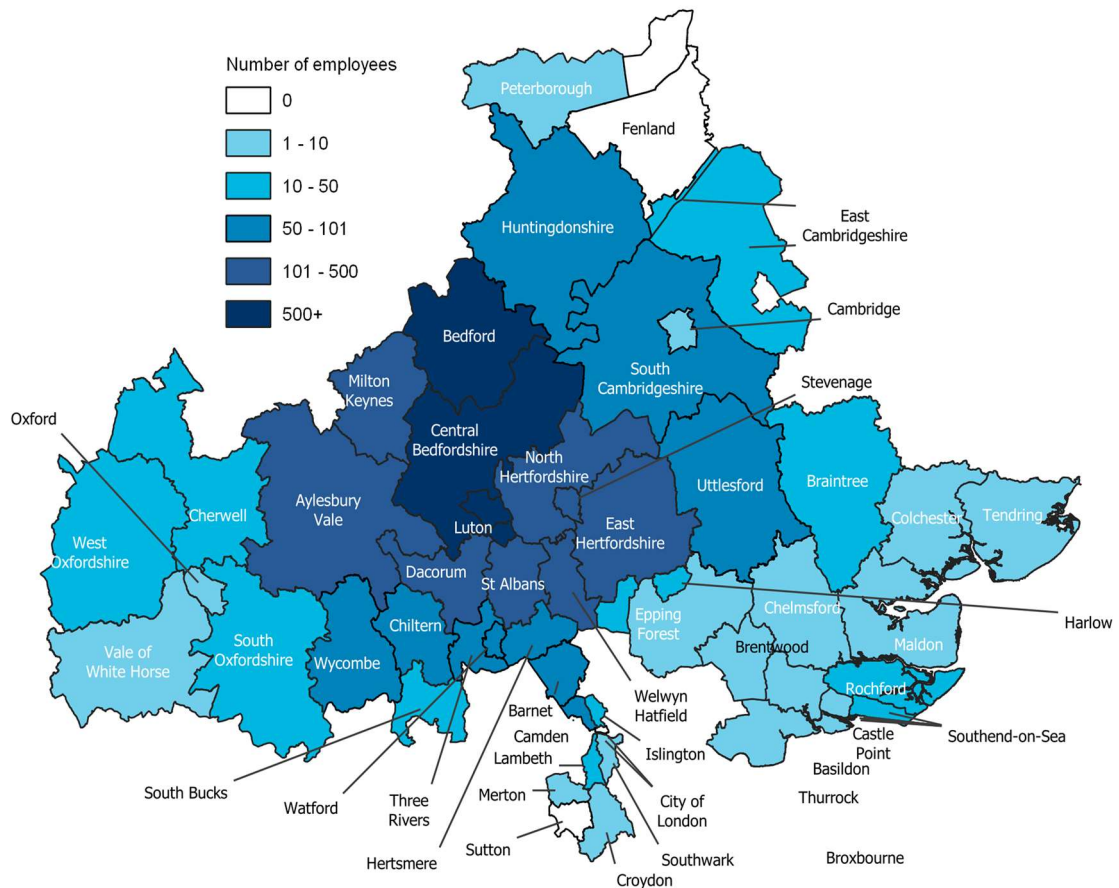 Number of employees
0
1 - 10
10 - 50
50 - 101
101 - 500
500+
Peterborough
Fenland
Huntingdonshire
East
Cambridgeshire
Cambridge
Bedford
South
Cambridgeshire
Stevenage
Milton
Keynes
Oxford
Central
Bedfordshire
North
Hertfordshire
Uttlesford
Braintree
Aylesbury
Vale
Cherwell
Luton
East
Hertfordshire
Colchester
Tendring
West
Oxfordshire
Dacorum
St Albans
Epping
Forest
Chelmsford
Harlow
Maldon
Vale of
White Horse
South
Oxfordshire
Wycombe
Chiltern
Brentwood
Rochford
Welwyn
Hatfield
Barnet
Camden
Islington
Castle
Point
Southend-on-Sea
Lambeth
Basildon
South Bucks
Watford
Three
Rivers
Merton
City of
London
Thurrock
Hertsmere
Sutton
Southwark
Croydon
Broxbourne